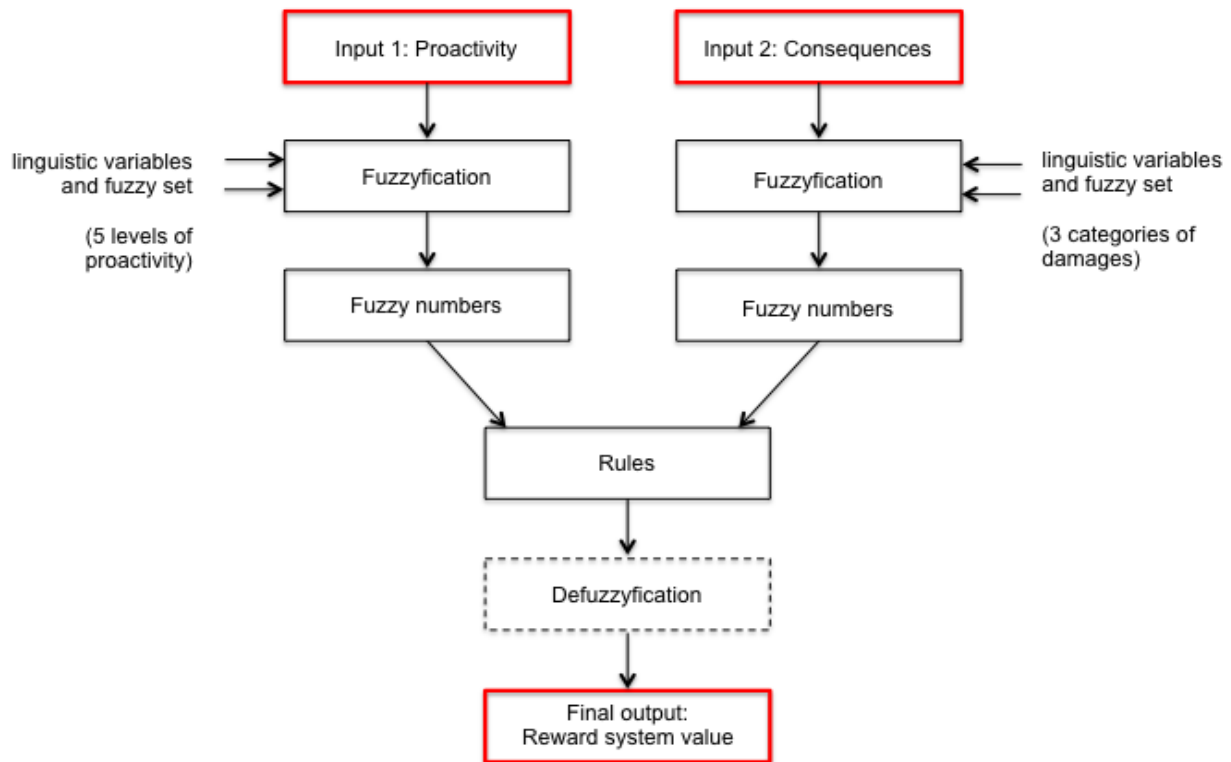 Input 1: Proactivity
Input 2: Consequences
linguistic variables
and fuzzy set
(5 levels of
proactivity)
Fuzzyfication
Fuzzyfication
linguistic variables
and fuzzy set
(3 categories of
damages)
Fuzzy numbers
Fuzzy numbers
Rules
Defuzzyfication
Final output:
Reward system value